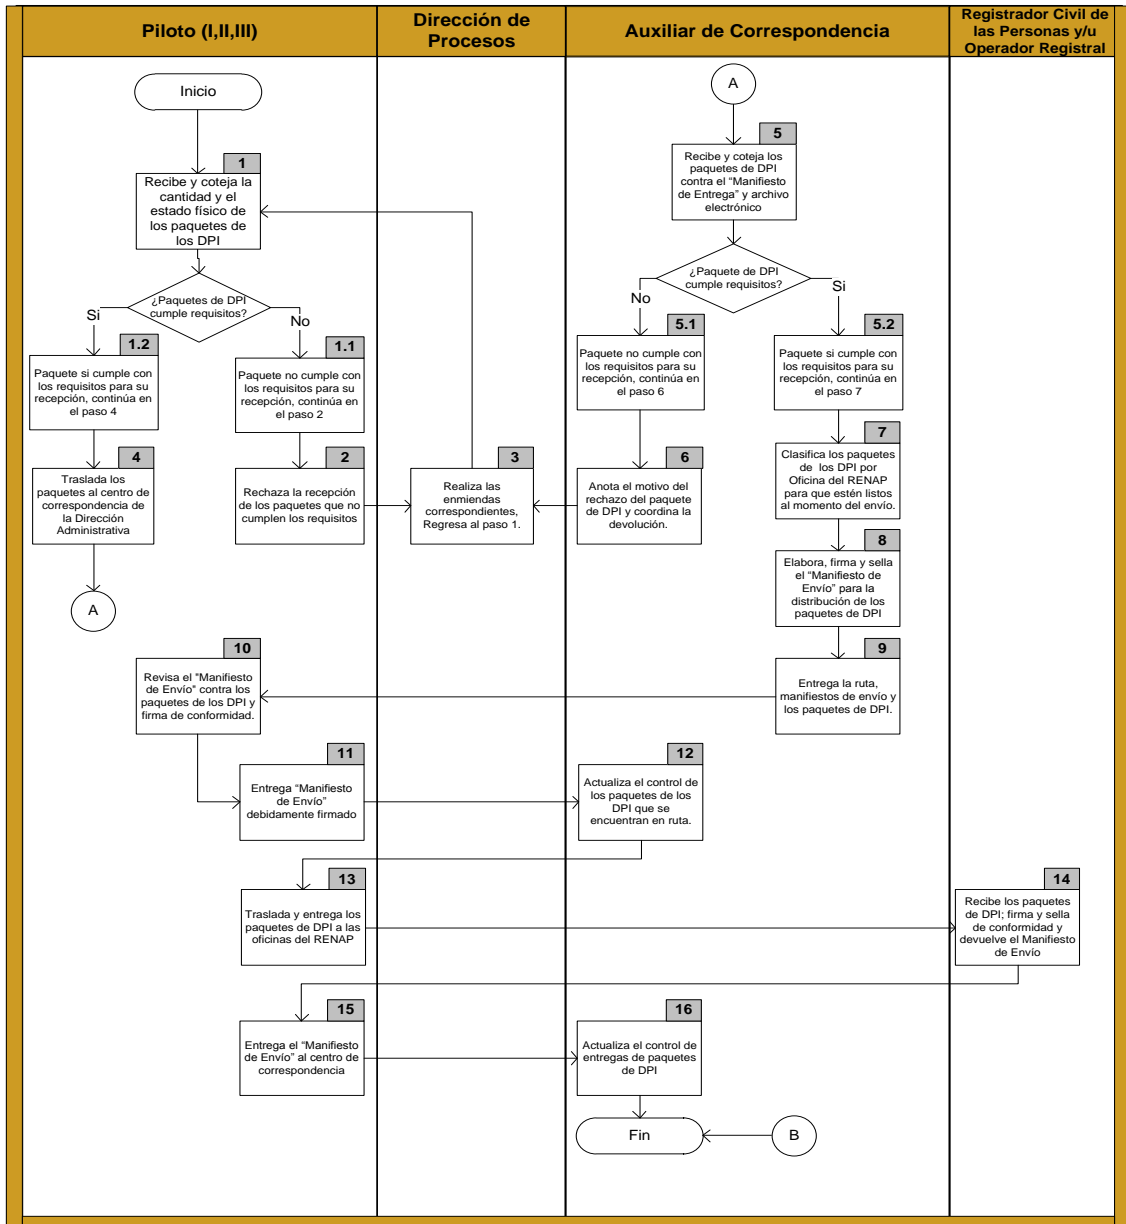 Piloto (I,II,III)
Dirección de
Procesos
Auxiliar de Correspondencia
Registrador Civil de
las Personas y/u
Operador Registral
Inicio
A
1
Recibe y coteja la
cantidad y el
estado físico de
los paquetes de
los DPI
5
Recibe y coteja los
paquetes de DPI
contra el “Manifiesto
de Entrega” y archivo
electrónico
¿Paquetes de DPI
cumple requisitos?
Si
No
¿Paquete de DPI
cumple requisitos?
No
Si
1.2
Paquete si cumple con
los requisitos para su
recepción, continúa en
el paso 4
1.1
Paquete no cumple con
los requisitos para su
recepción, continúa en
el paso 2
5.1
Paquete no cumple con
los requisitos para su
recepción, continúa en
el paso 6
5.2
Paquete si cumple con
los requisitos para su
recepción, continúa en
el paso 7
4
Traslada los
paquetes al centro de
correspondencia de
la Dirección
Administrativa
2
Rechaza la recepción
de los paquetes que no
cumplen los requisitos
3
Realiza las
enmiendas
correspondientes,
Regresa al paso 1.
6
Anota el motivo del
rechazo del paquete
de DPI y coordina la
devolución.
7
Clasifica los paquetes
de los DPI por
Oficina del RENAP
para que estén listos
al momento del envío.
A
8
Elabora, firma y sella
el “Manifiesto de
Envío” para la
distribución de los
paquetes de DPI
9
Entrega la ruta,
manifiestos de envío y
los paquetes de DPI.
10
Revisa el “Manifiesto
de Envío” contra los
paquetes de los DPI y
firma de conformidad.
11
Entrega “Manifiesto
de Envío”
debidamente firmado
12
Actualiza el control de
los paquetes de los
DPI que se
encuentran en ruta.
13
Traslada y entrega los
paquetes de DPI a las
oficinas del RENAP
14
Recibe los paquetes
de DPI; firma y sella
de conformidad y
devuelve el Manifiesto
de Envío
15
Entrega el “Manifiesto
de Envío” al centro de
correspondencia
16
Actualiza el control de
entregas de paquetes
de DPI
Fin
B